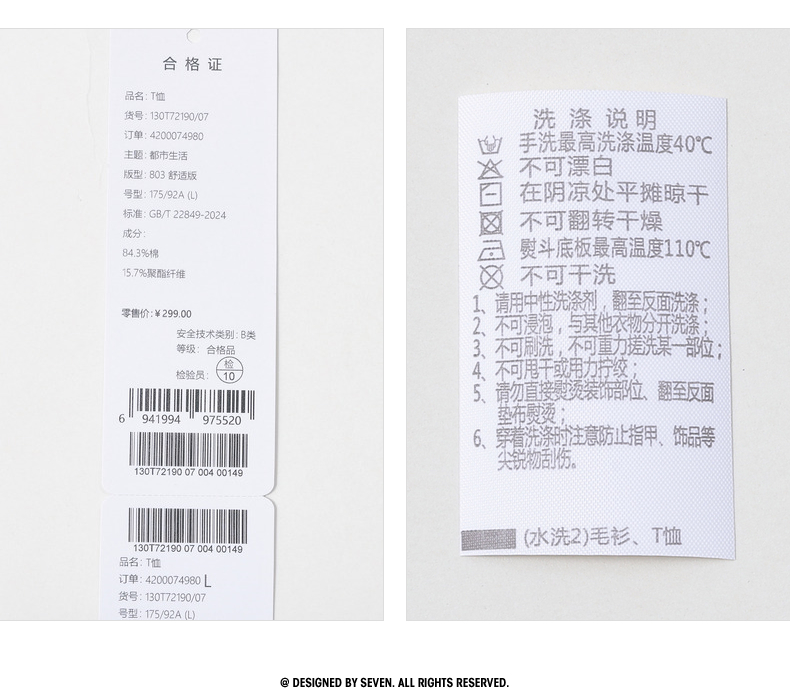 合格证
品名: T恤
货号: 130T72190/07
订单: 4200074980
主题: 都市生活
版型: 803 舒适版
号型: 175/92A (L)
标准: GB/T 22849-2024
成分:
84.3%棉
15.7%聚酯纤维
零售价: ¥299.00
安全技术类别: B类
等级: 合格品
检验员: 检 10
6 941994 975520
130T72190 07 004 00149
130T72190 07 004 00149
品名: T恤
订单: 4200074980 L
货号: 130T72190/07
号型: 175/92A (L)
洗涤说明
手洗最高洗涤温度40℃
不可漂白
在阴凉处平摊晾干
不可翻转干燥
熨斗底板最高温度110℃
不可干洗
1、请用中性洗涤剂，翻至反面洗涤；
2、不可浸泡，与其他衣物分开洗涤；
3、不可刷洗，不可重力搓洗某一部位；
4、不可甩干或用力拧绞；
5、请勿直接熨烫装饰部位、翻至反面
垫布熨烫；
6、穿着洗涤时注意防止指甲、饰品等
尖锐物刮伤。
(水洗2)毛衫、T恤
@ DESIGNED BY SEVEN. ALL RIGHTS RESERVED.